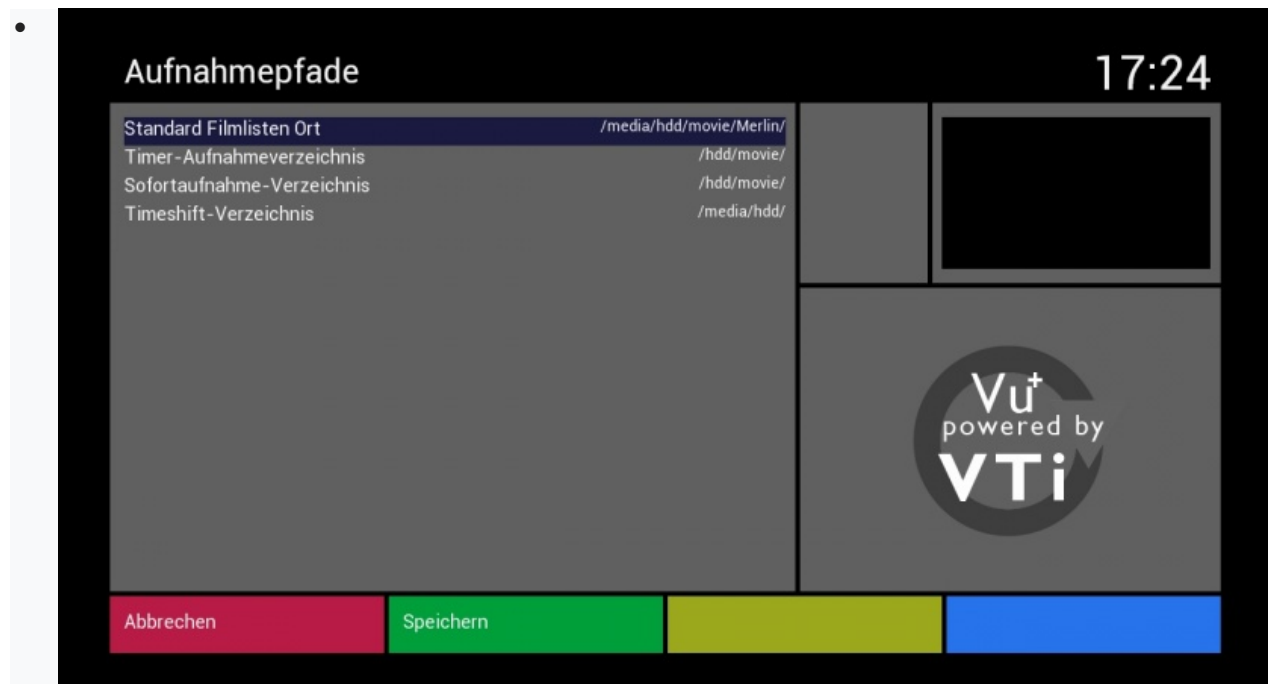 Aufnahmepfade 17:24
Standard Filmlisten Ort /media/hdd/movie/Merlin/
Timer-Aufnahmeverzeichnis /hdd/movie/
Sofortaufnahme-Verzeichnis /hdd/movie/
Timeshift-Verzeichnis /media/hdd/
Vu+
powered by
VTi
Abbrechen Speichern